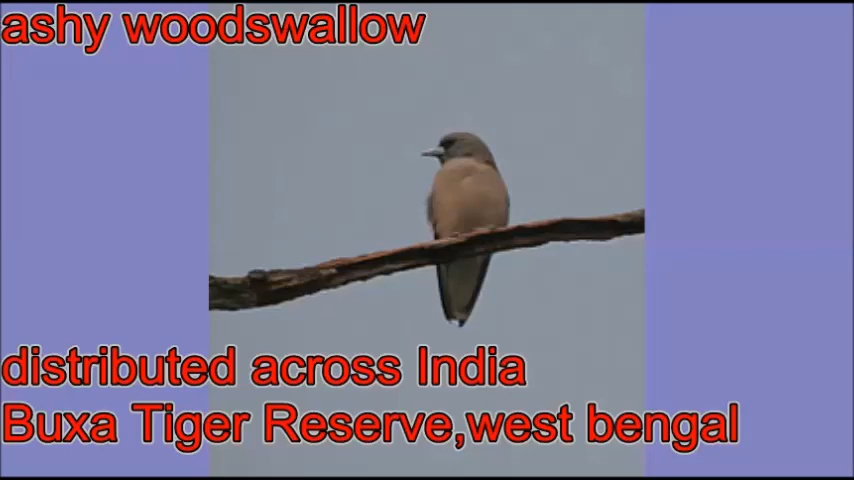 ashy woodswallow
distributed across India
Buxa Tiger Reserve,west bengal